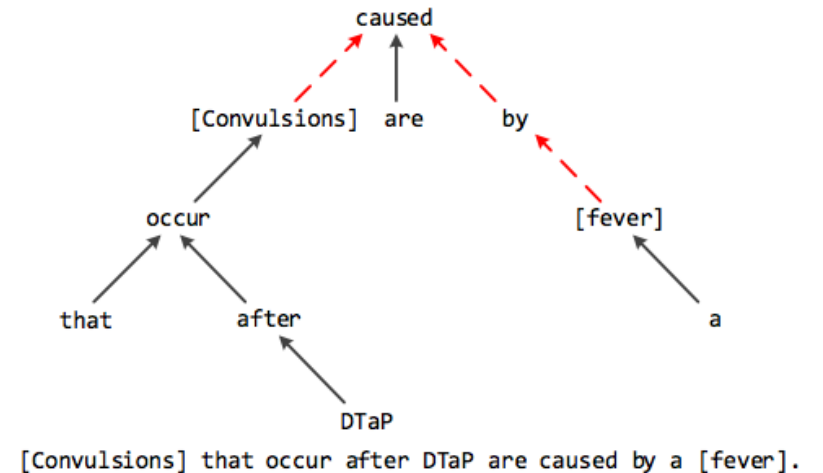 caused
[Convulsions] are by
occur [fever]
that after a
DTaP
[Convulsions] that occur after DTaP are caused by a [fever].